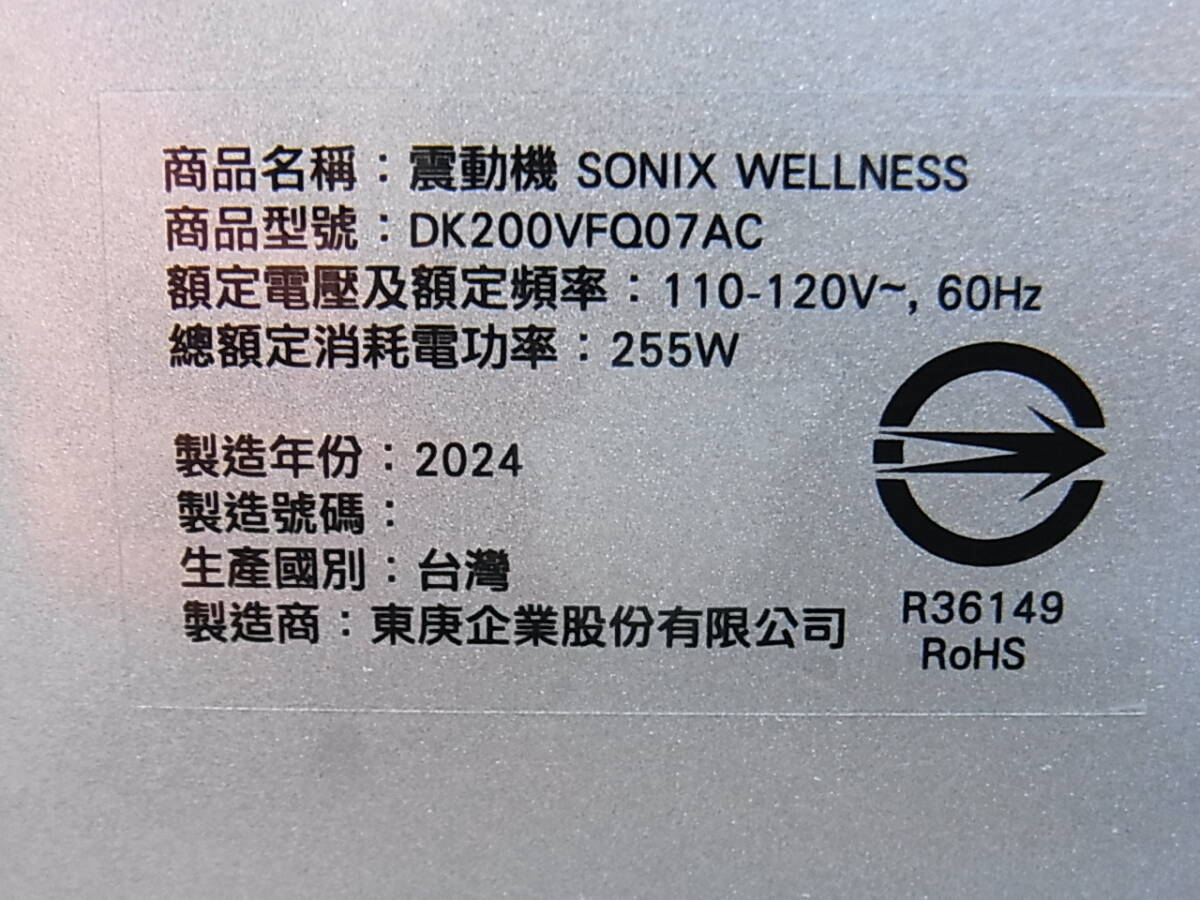 商品名稱：震動機 SONIX WELLNESS
商品型號：DK200VFQ07AC
額定電壓及額定頻率：110-120V~, 60Hz
總額定消耗電功率：255W
製造年份：2024
製造號碼：
生產國別：台灣
製造商：東庚企業股份有限公司
R36149
RoHS